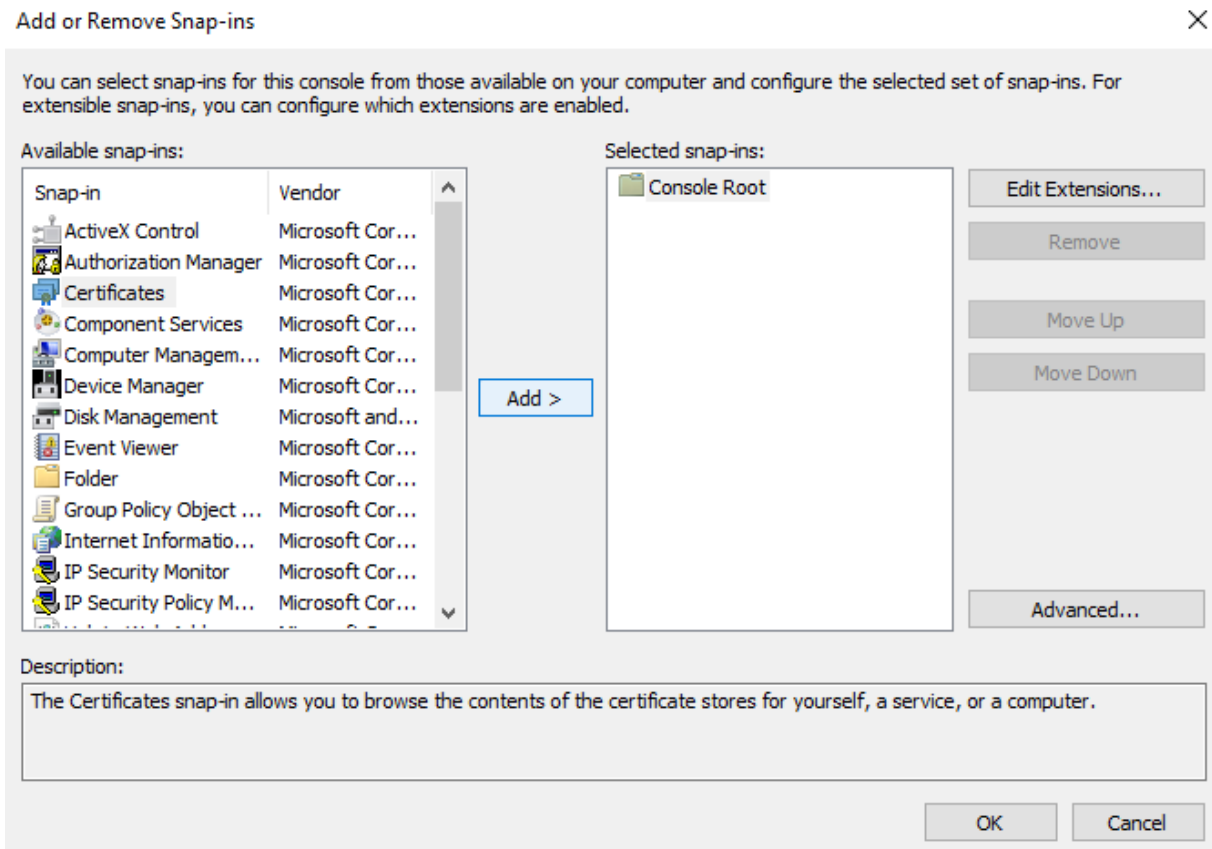 Add or Remove Snap-ins
You can select snap-ins for this console from those available on your computer and configure the selected set of snap-ins. For
extensible snap-ins, you can configure which extensions are enabled.
Available snap-ins:
Snap-in Vendor
ActiveX Control Microsoft Cor...
Authorization Manager Microsoft Cor...
Certificates Microsoft Cor...
Component Services Microsoft Cor...
Computer Managem... Microsoft Cor...
Device Manager Microsoft Cor...
Disk Management Microsoft and...
Event Viewer Microsoft Cor...
Folder Microsoft Cor...
Group Policy Object ... Microsoft Cor...
Internet Informatio... Microsoft Cor...
IP Security Monitor Microsoft Cor...
IP Security Policy M... Microsoft Cor...
Add >
Selected snap-ins:
Console Root
Edit Extensions...
Remove
Move Up
Move Down
Advanced...
Description:
The Certificates snap-in allows you to browse the contents of the certificate stores for yourself, a service, or a computer.
OK
Cancel